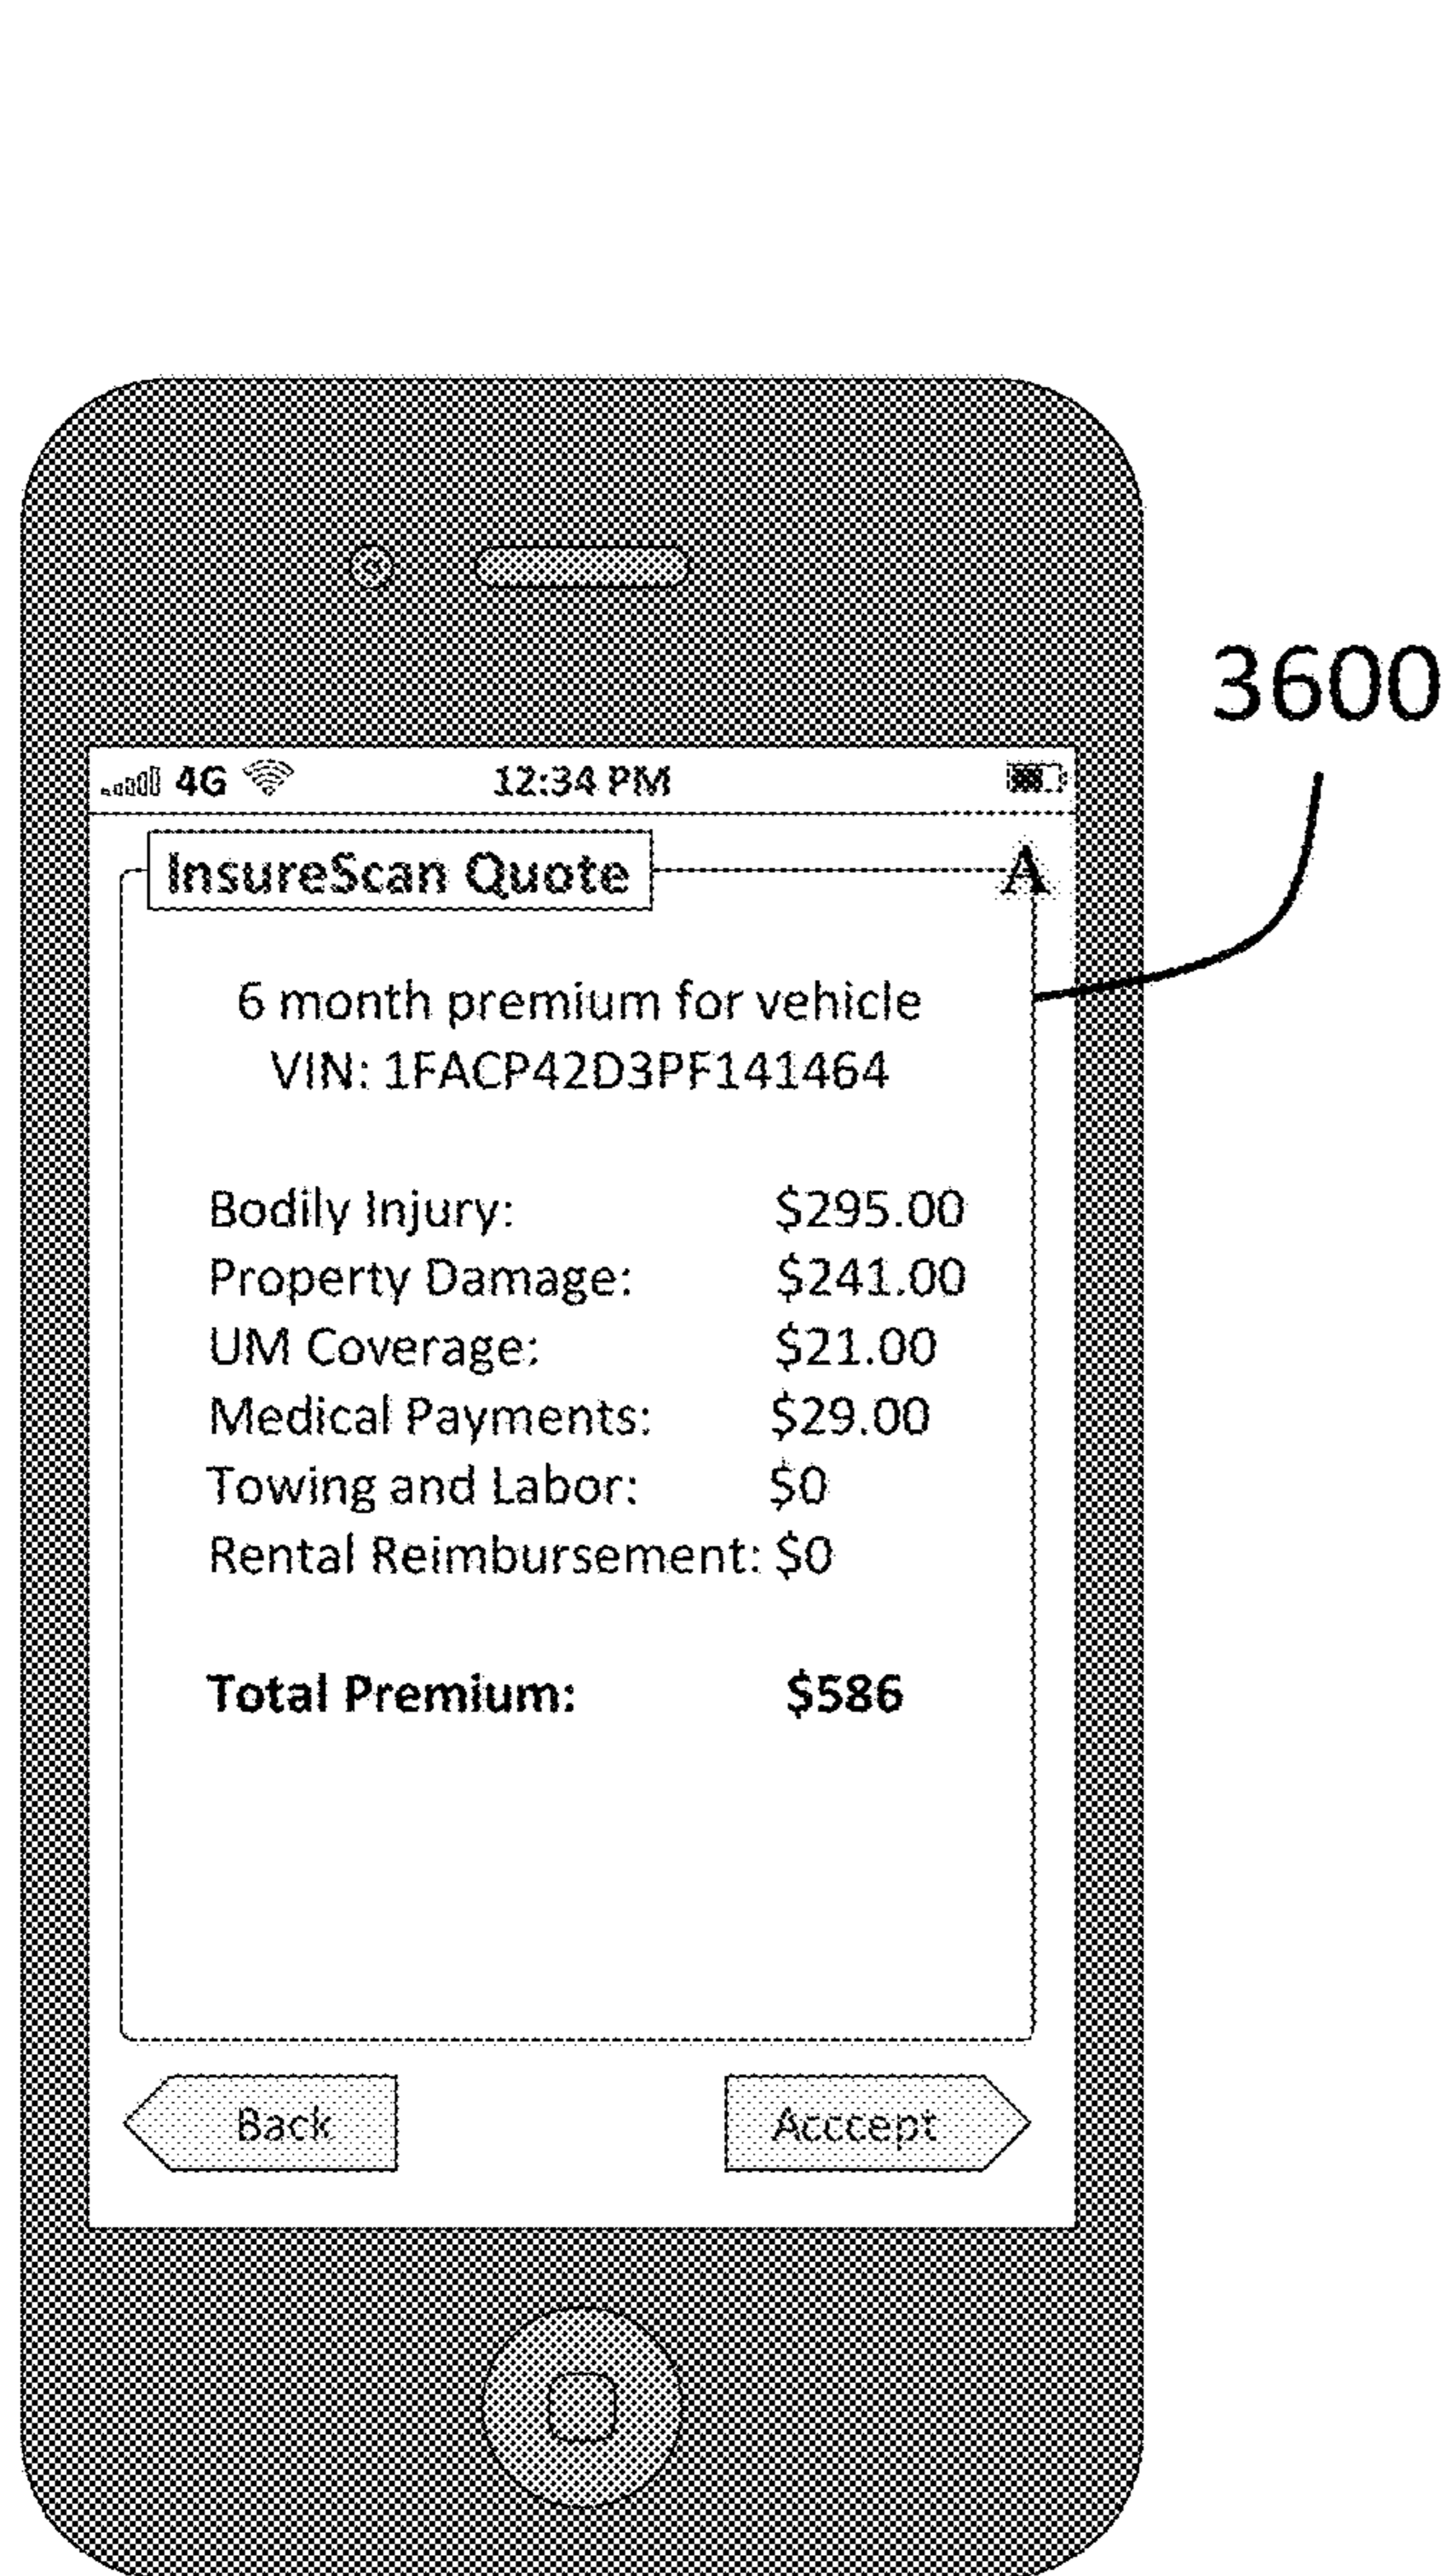 3600
4G 12:34 PM
InsureScan Quote A
6 month premium for vehicle
VIN: 1FACP42D3PF141464
Bodily Injury: $295.00
Property Damage: $241.00
UM Coverage: $21.00
Medical Payments: $29.00
Towing and Labor: $0
Rental Reimbursement: $0
Total Premium: $586
Back Acccept